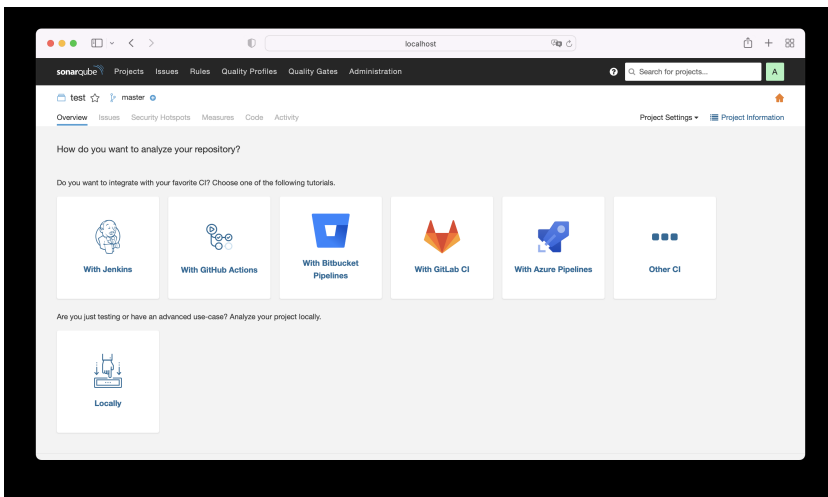 localhost
sonarqube Projects Issues Rules Quality Profiles Quality Gates Administration ? Search for projects... A
test master
Overview Issues Security Hotspots Measures Code Activity Project Settings Project Information
How do you want to analyze your repository?
Do you want to integrate with your favorite CI? Choose one of the following tutorials.
With Jenkins
With GitHub Actions
With Bitbucket
Pipelines
With GitLab CI
With Azure Pipelines
Other CI
Are you just testing or have an advanced use-case? Analyze your project locally.
Locally